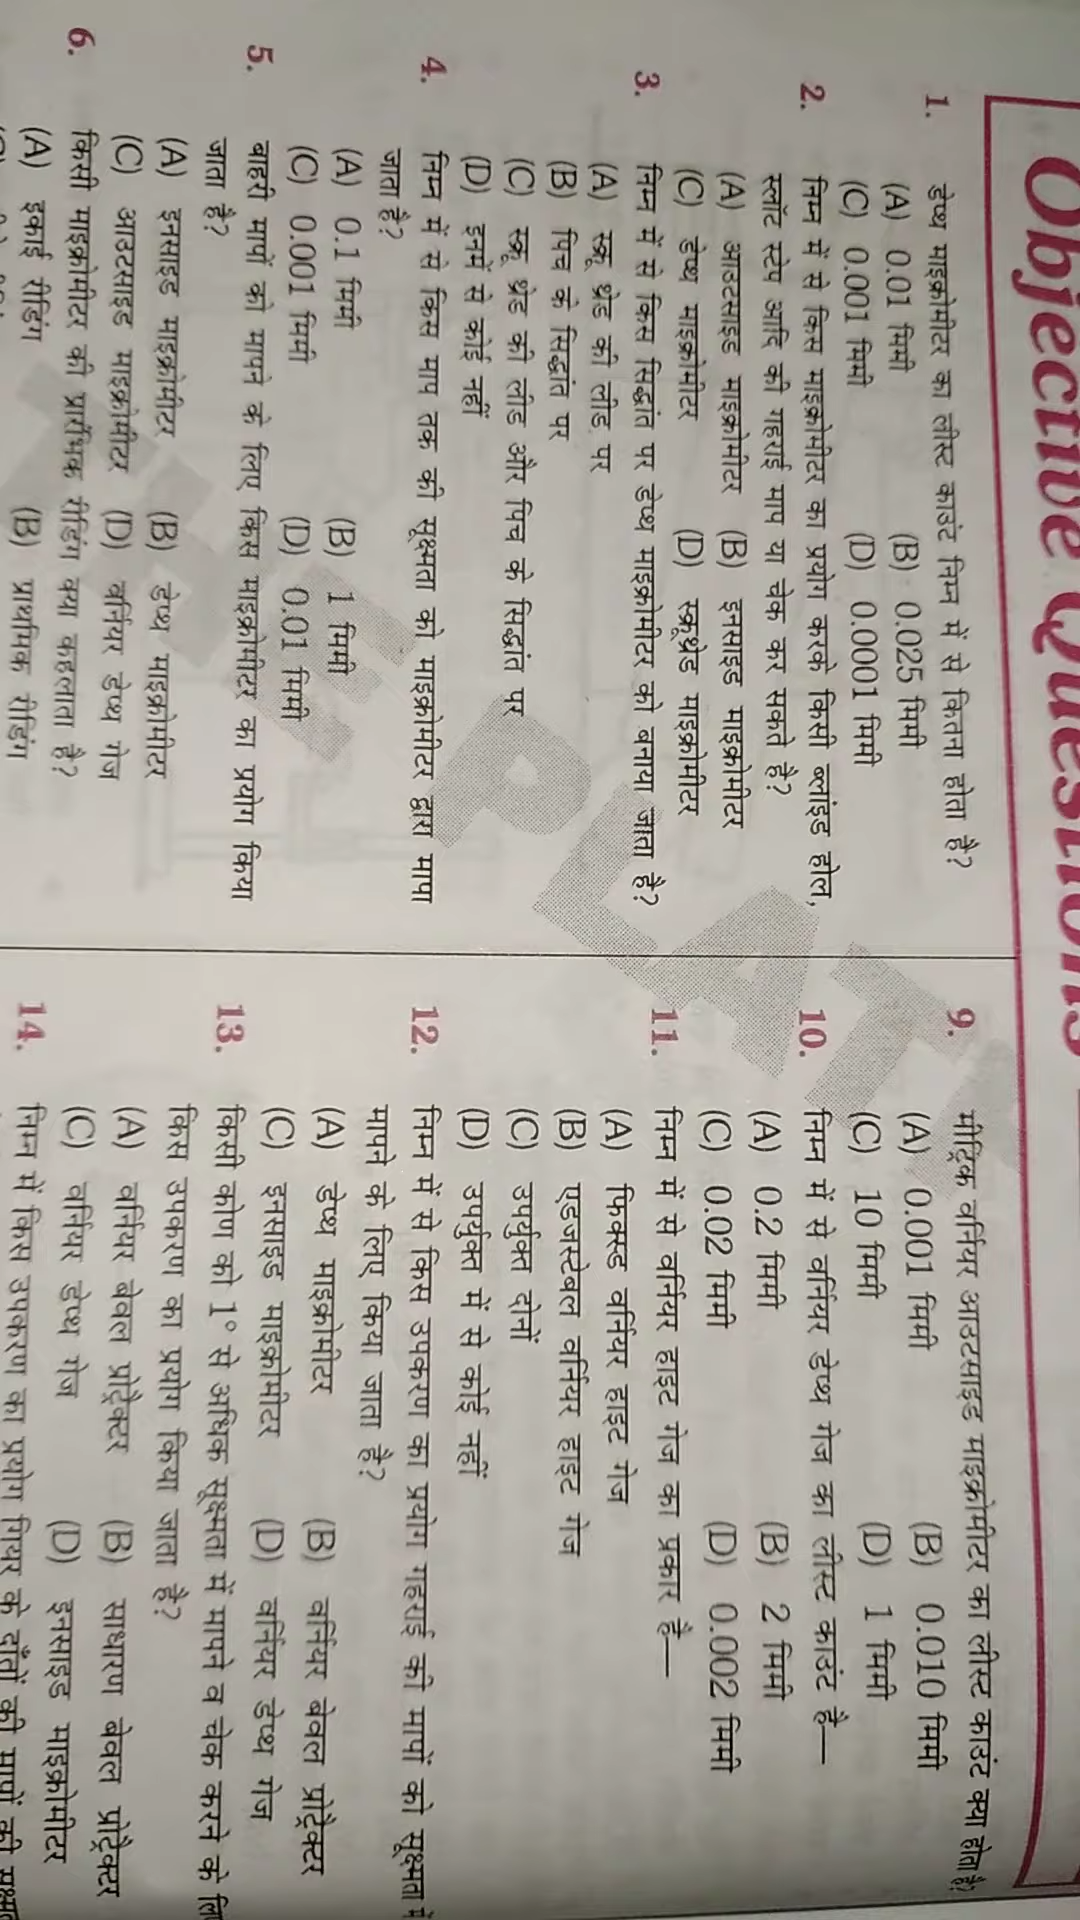 Objective Questions
1. डेप्थ माइक्रोमीटर का लीस्ट काउंट निम्न में से कितना होता है?
(A) 0.01 मिमी (B) 0.025 मिमी
(C) 0.001 मिमी (D) 0.0001 मिमी
2. निम्न में से किस माइक्रोमीटर का प्रयोग करके किसी ब्लांइड होल,
स्लॉट स्टेप आदि की गहराई माप या चेक कर सकते है?
(A) आउटसाइड माइक्रोमीटर (B) इनसाइड माइक्रोमीटर
(C) डेप्थ माइक्रोमीटर (D) स्क्रूथ्रेड माइक्रोमीटर
3. निम्न में से किस सिद्धांत पर डेप्थ माइक्रोमीटर को बनाया जाता है?
(A) स्क्रू थ्रेड की लीड पर
(B) पिच के सिद्धांत पर
(C) स्क्रू थ्रेड की लीड और पिच के सिद्धांत पर
(D) इनमें से कोई नहीं
4. निम्न में से किस माप तक की सूक्ष्मता को माइक्रोमीटर द्वारा मापा
जाता है?
(A) 0.1 मिमी (B) 1 मिमी
(C) 0.001 मिमी (D) 0.01 मिमी
5. बाहरी मापों को मापने के लिए किस माइक्रोमीटर का प्रयोग किया
जाता है?
(A) इनसाइड माइक्रोमीटर (B) डेप्थ माइक्रोमीटर
(C) आउटसाइड माइक्रोमीटर (D) वर्नियर डेप्थ गेज
6. किसी माइक्रोमीटर की प्रारंभिक रीडिंग क्या कहलाता है?
(A) इकाई रीडिंग (B) प्राथमिक रीडिंग
9. मीट्रिक वर्नियर आउटसाइड माइक्रोमीटर का लीस्ट काउंट क्या होता है?
(A) 0.001 मिमी (B) 0.010 मिमी
(C) 10 मिमी (D) 1 मिमी
10. निम्न में से वर्नियर डेप्थ गेज का लीस्ट काउंट है—
(A) 0.2 मिमी (B) 2 मिमी
(C) 0.02 मिमी (D) 0.002 मिमी
11. निम्न में से वर्नियर हाइट गेज का प्रकार है—
(A) फिक्स्ड वर्नियर हाइट गेज
(B) एडजस्टेबल वर्नियर हाइट गेज
(C) उपर्युक्त दोनों
(D) उपर्युक्त में से कोई नहीं
12. निम्न में से किस उपकरण का प्रयोग गहराई की मापों को सूक्ष्मता में
मापने के लिए किया जाता है?
(A) डेप्थ माइक्रोमीटर (B) वर्नियर बेवल प्रोट्रैक्टर
(C) इनसाइड माइक्रोमीटर (D) वर्नियर डेप्थ गेज
13. किसी कोण को 1° से अधिक सूक्ष्मता में मापने व चेक करने के
किस उपकरण का प्रयोग किया जाता है?
(A) वर्नियर बेवल प्रोट्रैक्टर (B) साधारण बेवल प्रोट्रैक्टर
(C) वर्नियर डेप्थ गेज (D) इनसाइड माइक्रोमीटर
14. निम्न में किस उपकरण का प्रयोग गियर के दाँतों की मापों की